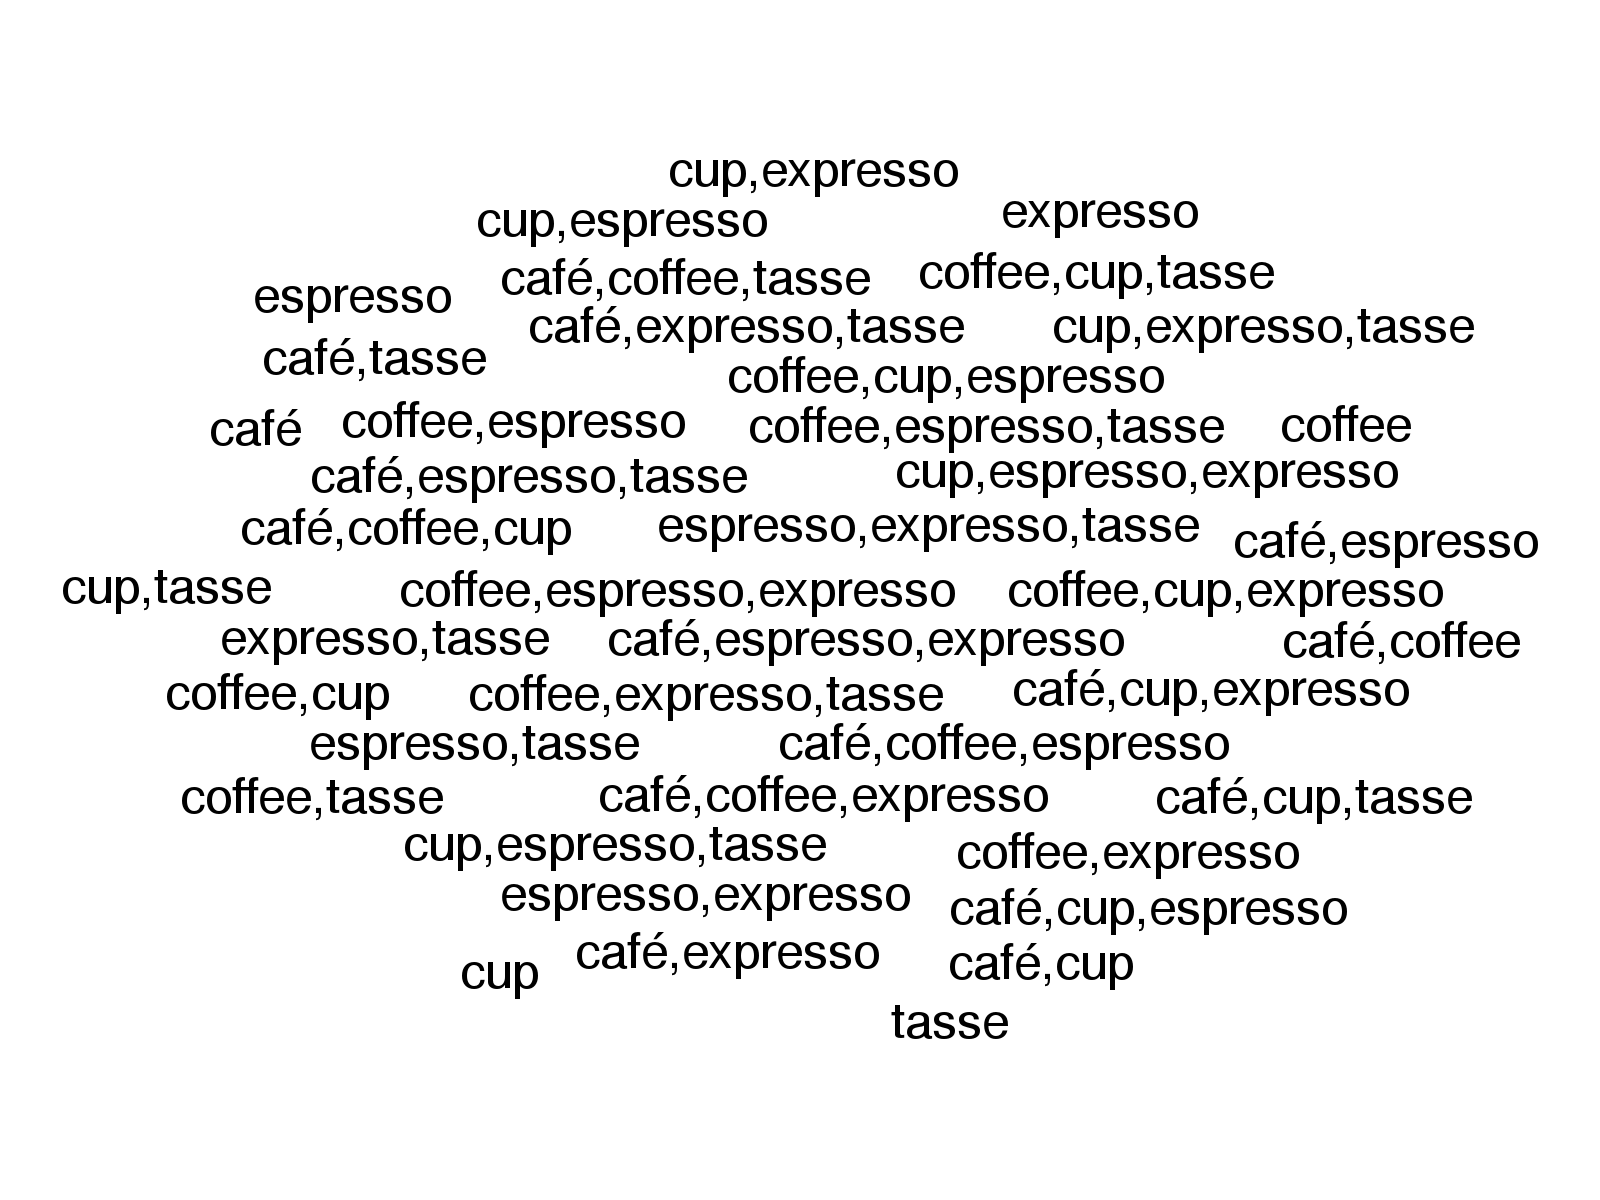 cup,expresso
cup,espresso
expresso
café,coffee,tasse
coffee,cup,tasse
espresso
café,expresso,tasse
cup,expresso,tasse
café,tasse
coffee,cup,espresso
café
coffee,espresso
coffee,espresso,tasse
coffee
café,espresso,tasse
cup,espresso,expresso
café,coffee,cup
espresso,expresso,tasse
café,espresso
cup,tasse
coffee,espresso,expresso
coffee,cup,expresso
expresso,tasse
café,espresso,expresso
café,coffee
coffee,cup
coffee,expresso,tasse
café,cup,expresso
espresso,tasse
café,coffee,espresso
coffee,tasse
café,coffee,expresso
café,cup,tasse
cup,espresso,tasse
coffee,expresso
espresso,expresso
café,cup,espresso
cup
café,expresso
café,cup
tasse